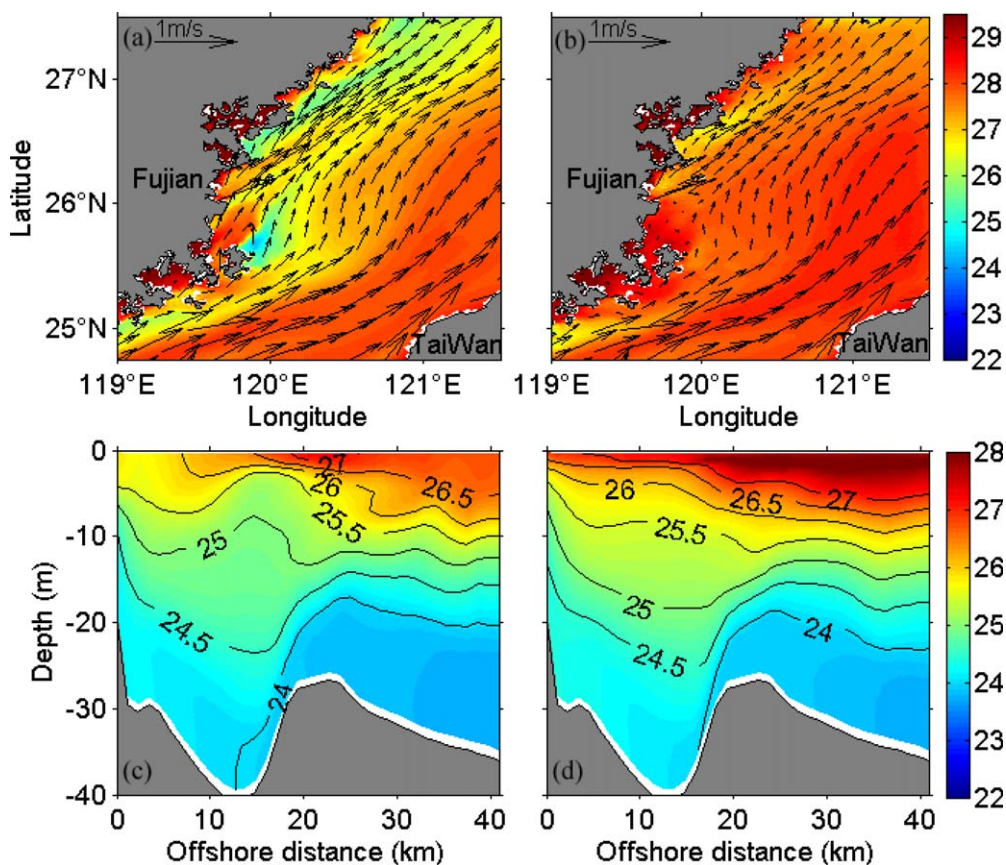 (a)
1m/s
Fujian
TaiWan
27°N
26°N
25°N
Latitude
119°E
120°E
121°E
Longitude
(b)
1m/s
Fujian
TaiWan
119°E
120°E
121°E
Longitude
29
28
27
26
25
24
23
22
27
26
26.5
25.5
25
24.5
24
(c)
0
-10
-20
-30
-40
Depth (m)
0
10
20
30
40
Offshore distance (km)
26
26.5
27
25.5
25
24.5
24
(d)
0
10
20
30
40
Offshore distance (km)
28
27
26
25
24
23
22